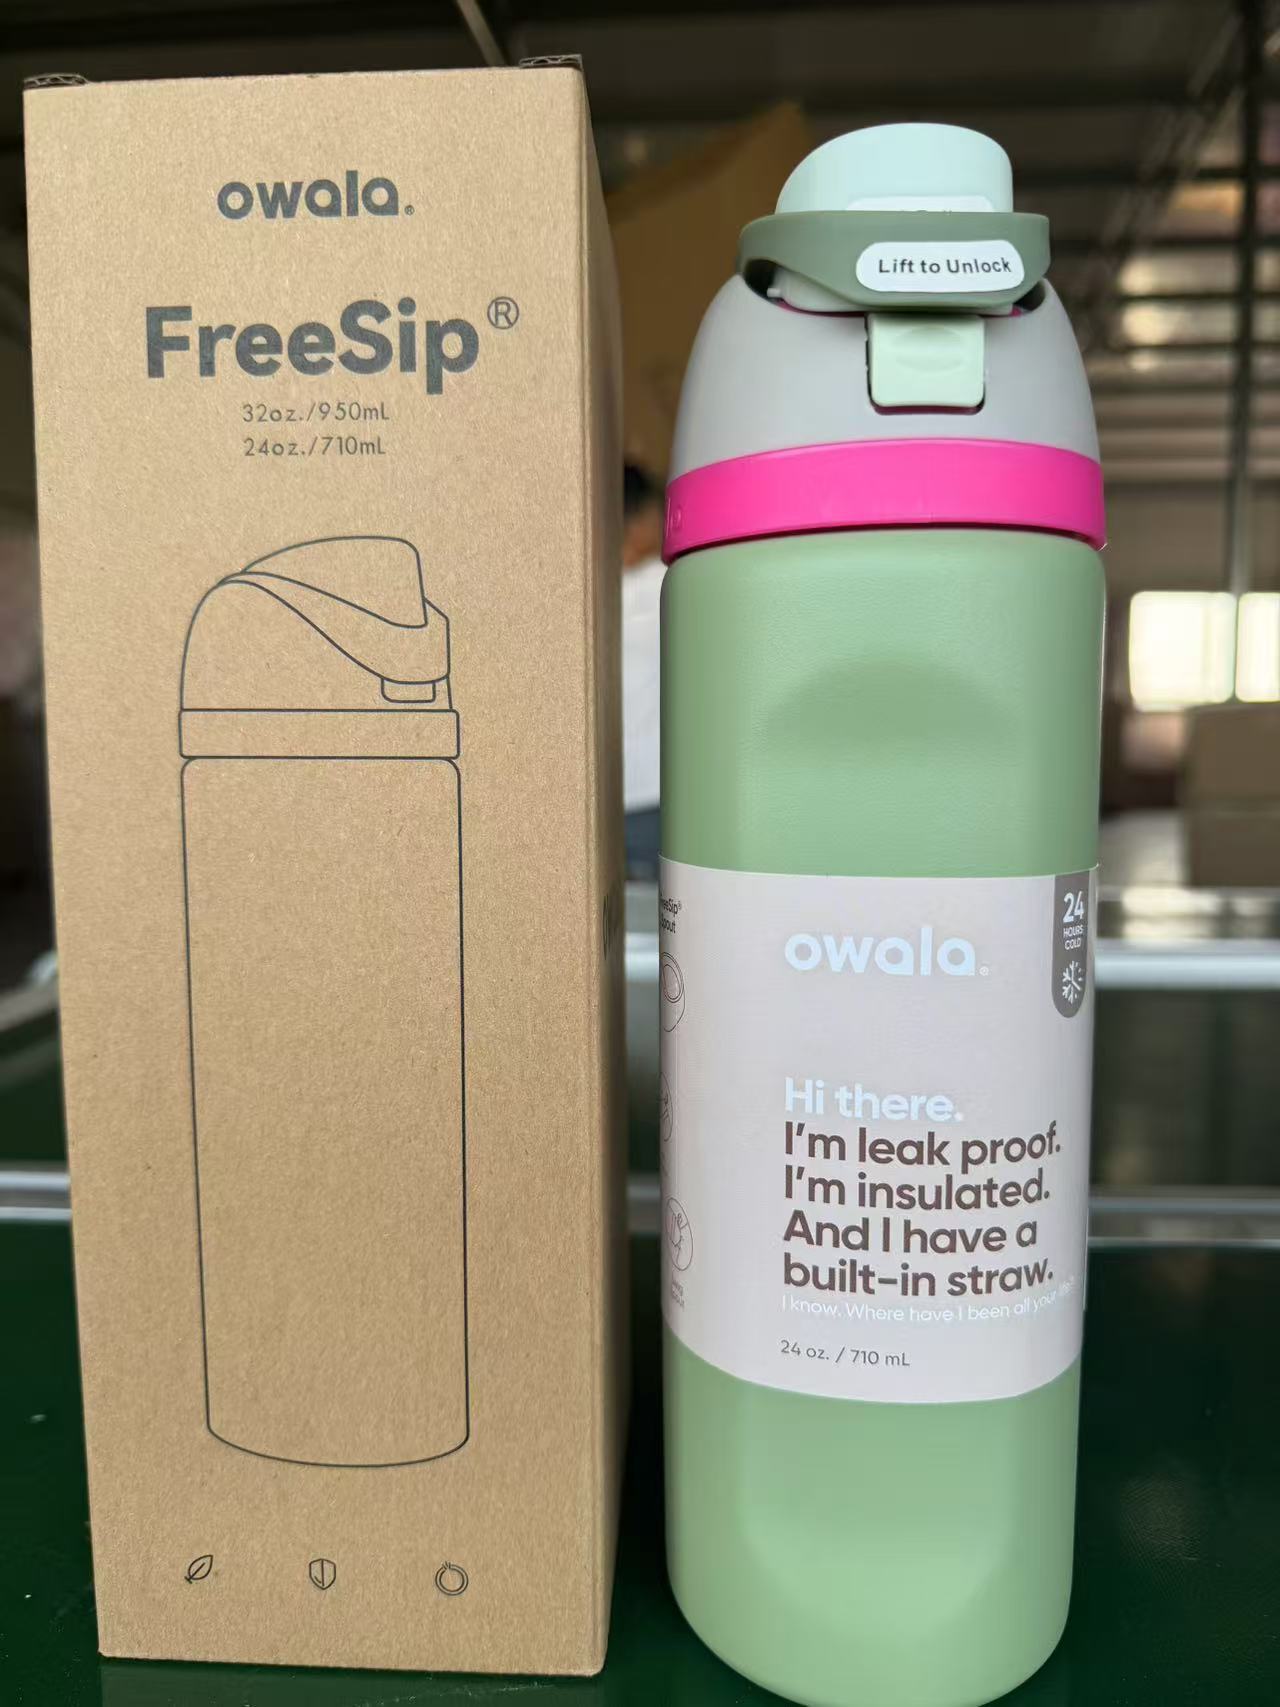 owala®
FreeSip®
32oz./950mL
24oz./710mL
Lift to Unlock
24
HOURS
COLD
owala®
Hi there.
I'm leak proof.
I'm insulated.
And I have a
built-in straw.
I know. Where have I been all your life?
24 oz. / 710 mL